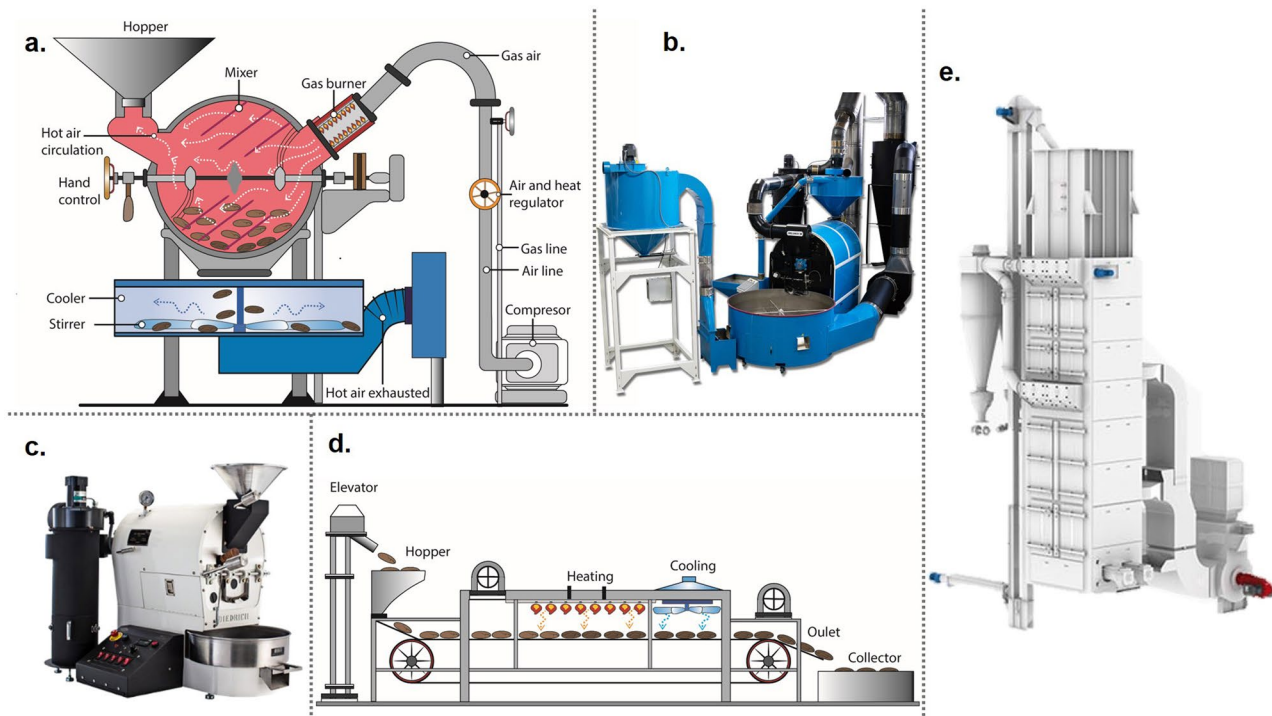 a.
Hopper
Mixer
Gas burner
Gas air
Hot air
circulation
Hand
control
Air and heat
regulator
Gas line
Air line
Cooler
Stirrer
Compresor
Hot air exhausted
b.
c.
DIEDRICH
d.
Elevator
Hopper
Heating
Cooling
Oulet
Collector
e.